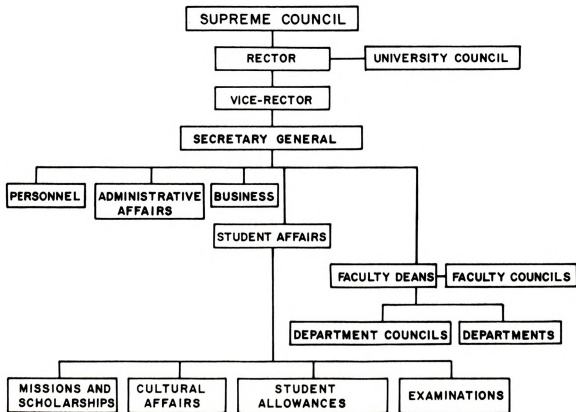 SUPREME COUNCIL
RECTOR
UNIVERSITY COUNCIL
VICE-RECTOR
SECRETARY GENERAL
PERSONNEL
ADMINISTRATIVE
AFFAIRS
BUSINESS
STUDENT AFFAIRS
FACULTY DEANS
FACULTY COUNCILS
DEPARTMENT COUNCILS
DEPARTMENTS
MISSIONS AND
SCHOLARSHIPS
CULTURAL
AFFAIRS
STUDENT
ALLOWANCES
EXAMINATIONS